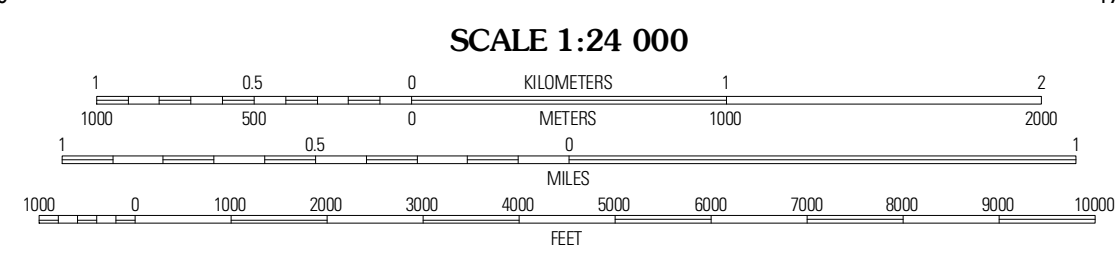 SCALE 1:24 000
1 0.5 0 KILOMETERS 1 2
1000 500 0 METERS 1000 2000
1 0.5 0 1
MILES
1000 0 1000 2000 3000 4000 5000 6000 7000 8000 9000 10000
FEET